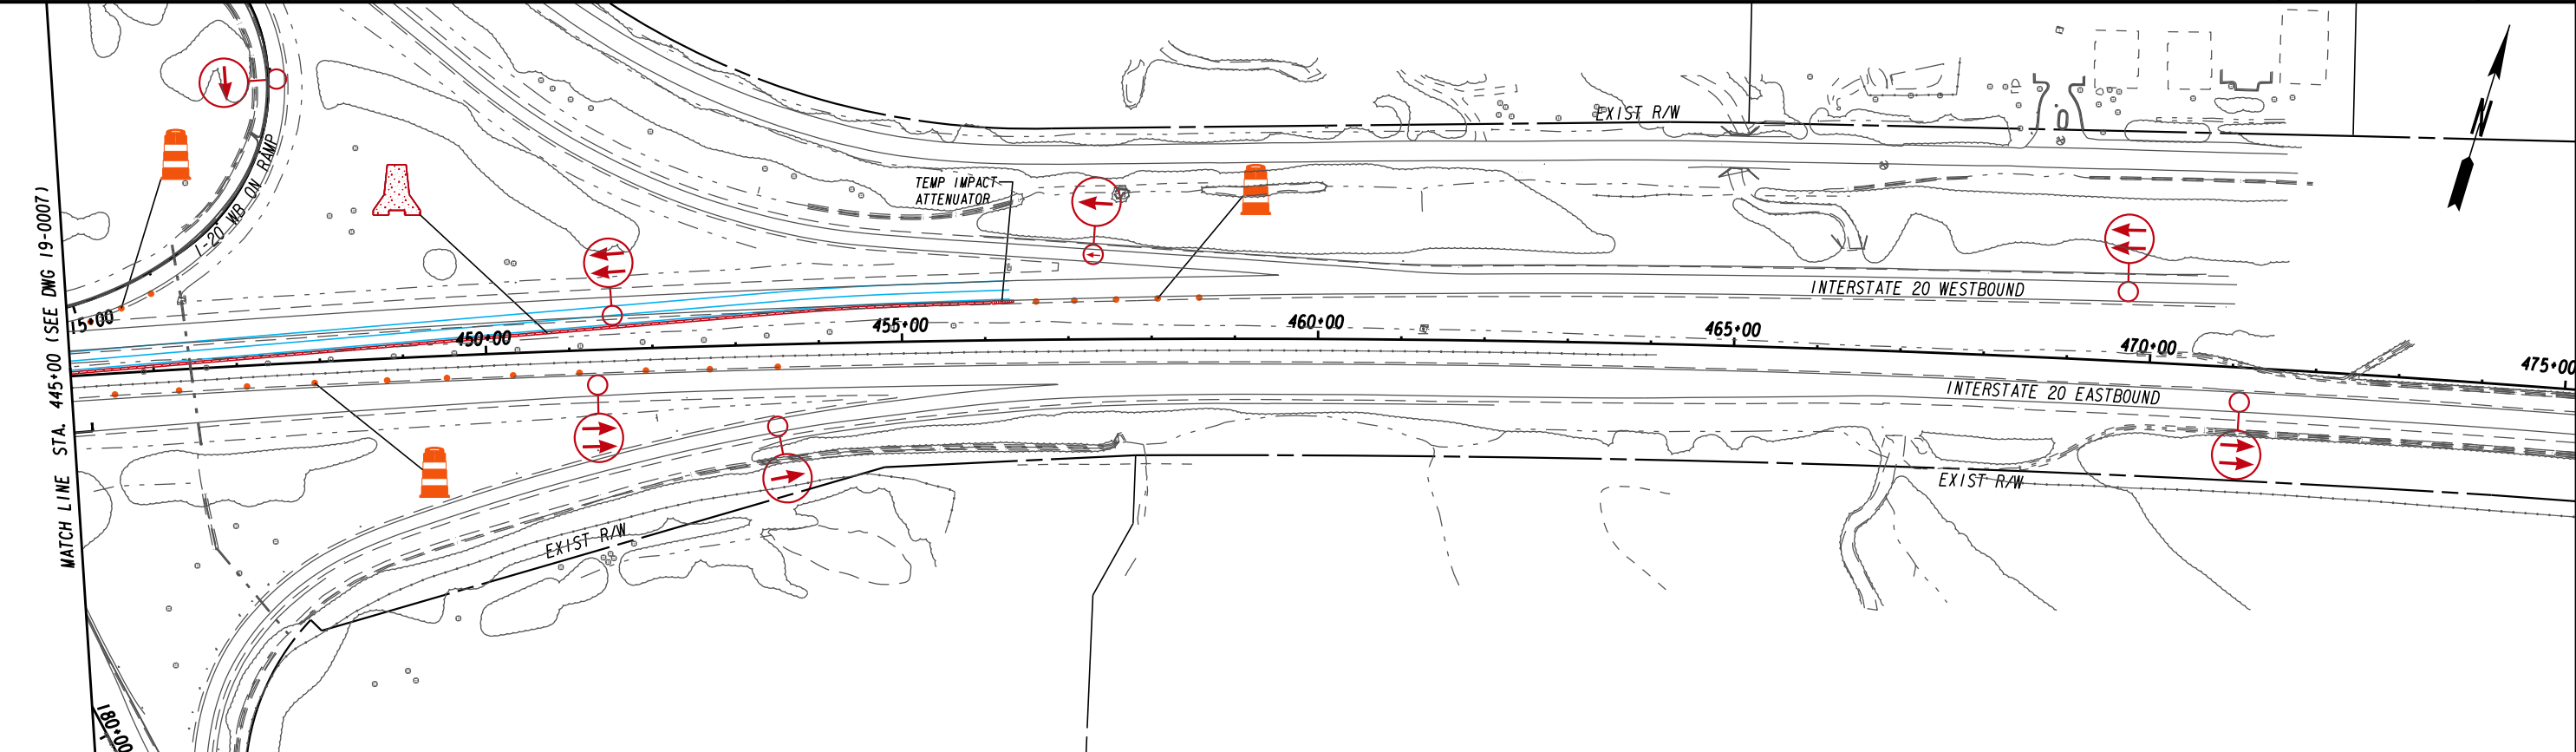 EXIST R/W
I-20 WB ON RAMP
TEMP IMPACT
ATTENUATOR
N
MATCH LINE STA. 445+00 (SEE DWG 19-0007)
INTERSTATE 20 WESTBOUND
15+00
450+00
455+00
460+00
465+00
470+00
475+00
INTERSTATE 20 EASTBOUND
EXIST R/W
EXIST R/W
180+00